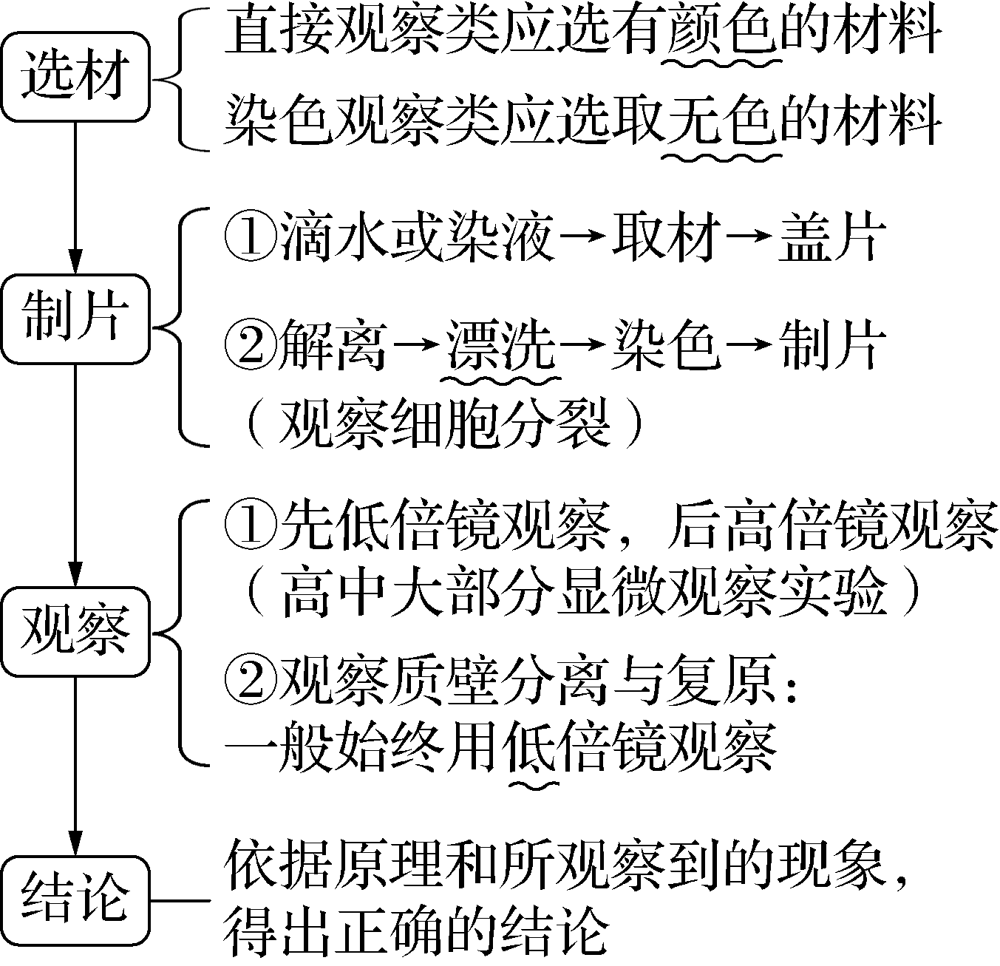 选材
直接观察类应选有颜色的材料
染色观察类应选取无色的材料
制片
①滴水或染液→取材→盖片
②解离→漂洗→染色→制片
（观察细胞分裂）
观察
①先低倍镜观察，后高倍镜观察
（高中大部分显微观察实验）
②观察质壁分离与复原：
一般始终用低倍镜观察
结论
依据原理和所观察到的现象，
得出正确的结论